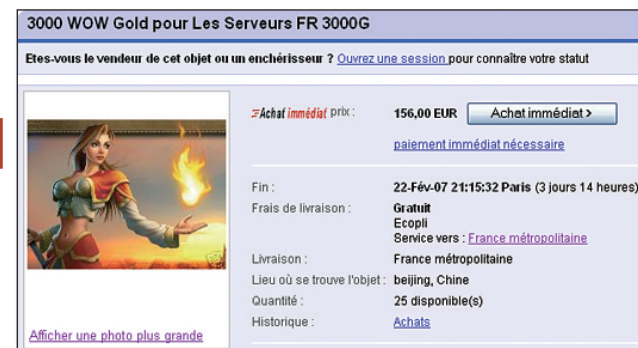 3000 WOW Gold pour Les Serveurs FR 3000G
Etes-vous le vendeur de cet objet ou un enchérisseur ? Ouvrez une session pour connaître votre statut
Achat immédiat prix : 156,00 EUR Achat immédiat >
paiement immédiat nécessaire
Fin : 22-Fév-07 21:15:32 Paris (3 jours 14 heures)
Frais de livraison : Gratuit
Ecopli
Service vers : France métropolitaine
Livraison : France métropolitaine
Lieu où se trouve l'objet : beijing, Chine
Quantité : 25 disponible(s)
Historique : Achats
Afficher une photo plus grande